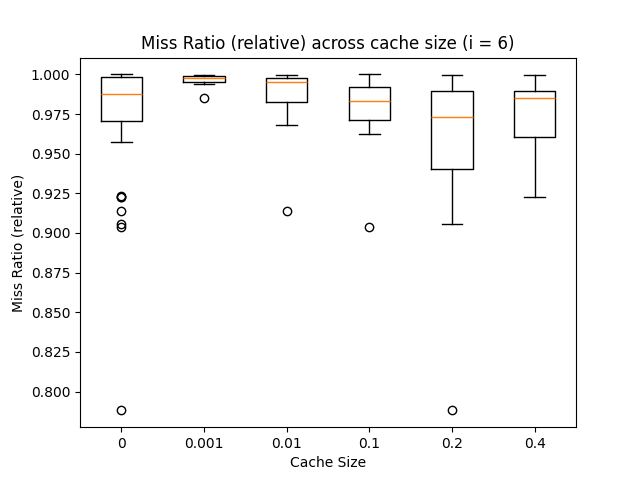 Miss Ratio (relative) across cache size (i = 6)
Miss Ratio (relative)
1.000
0.975
0.950
0.925
0.900
0.875
0.850
0.825
0.800
0 0.001 0.01 0.1 0.2 0.4
Cache Size